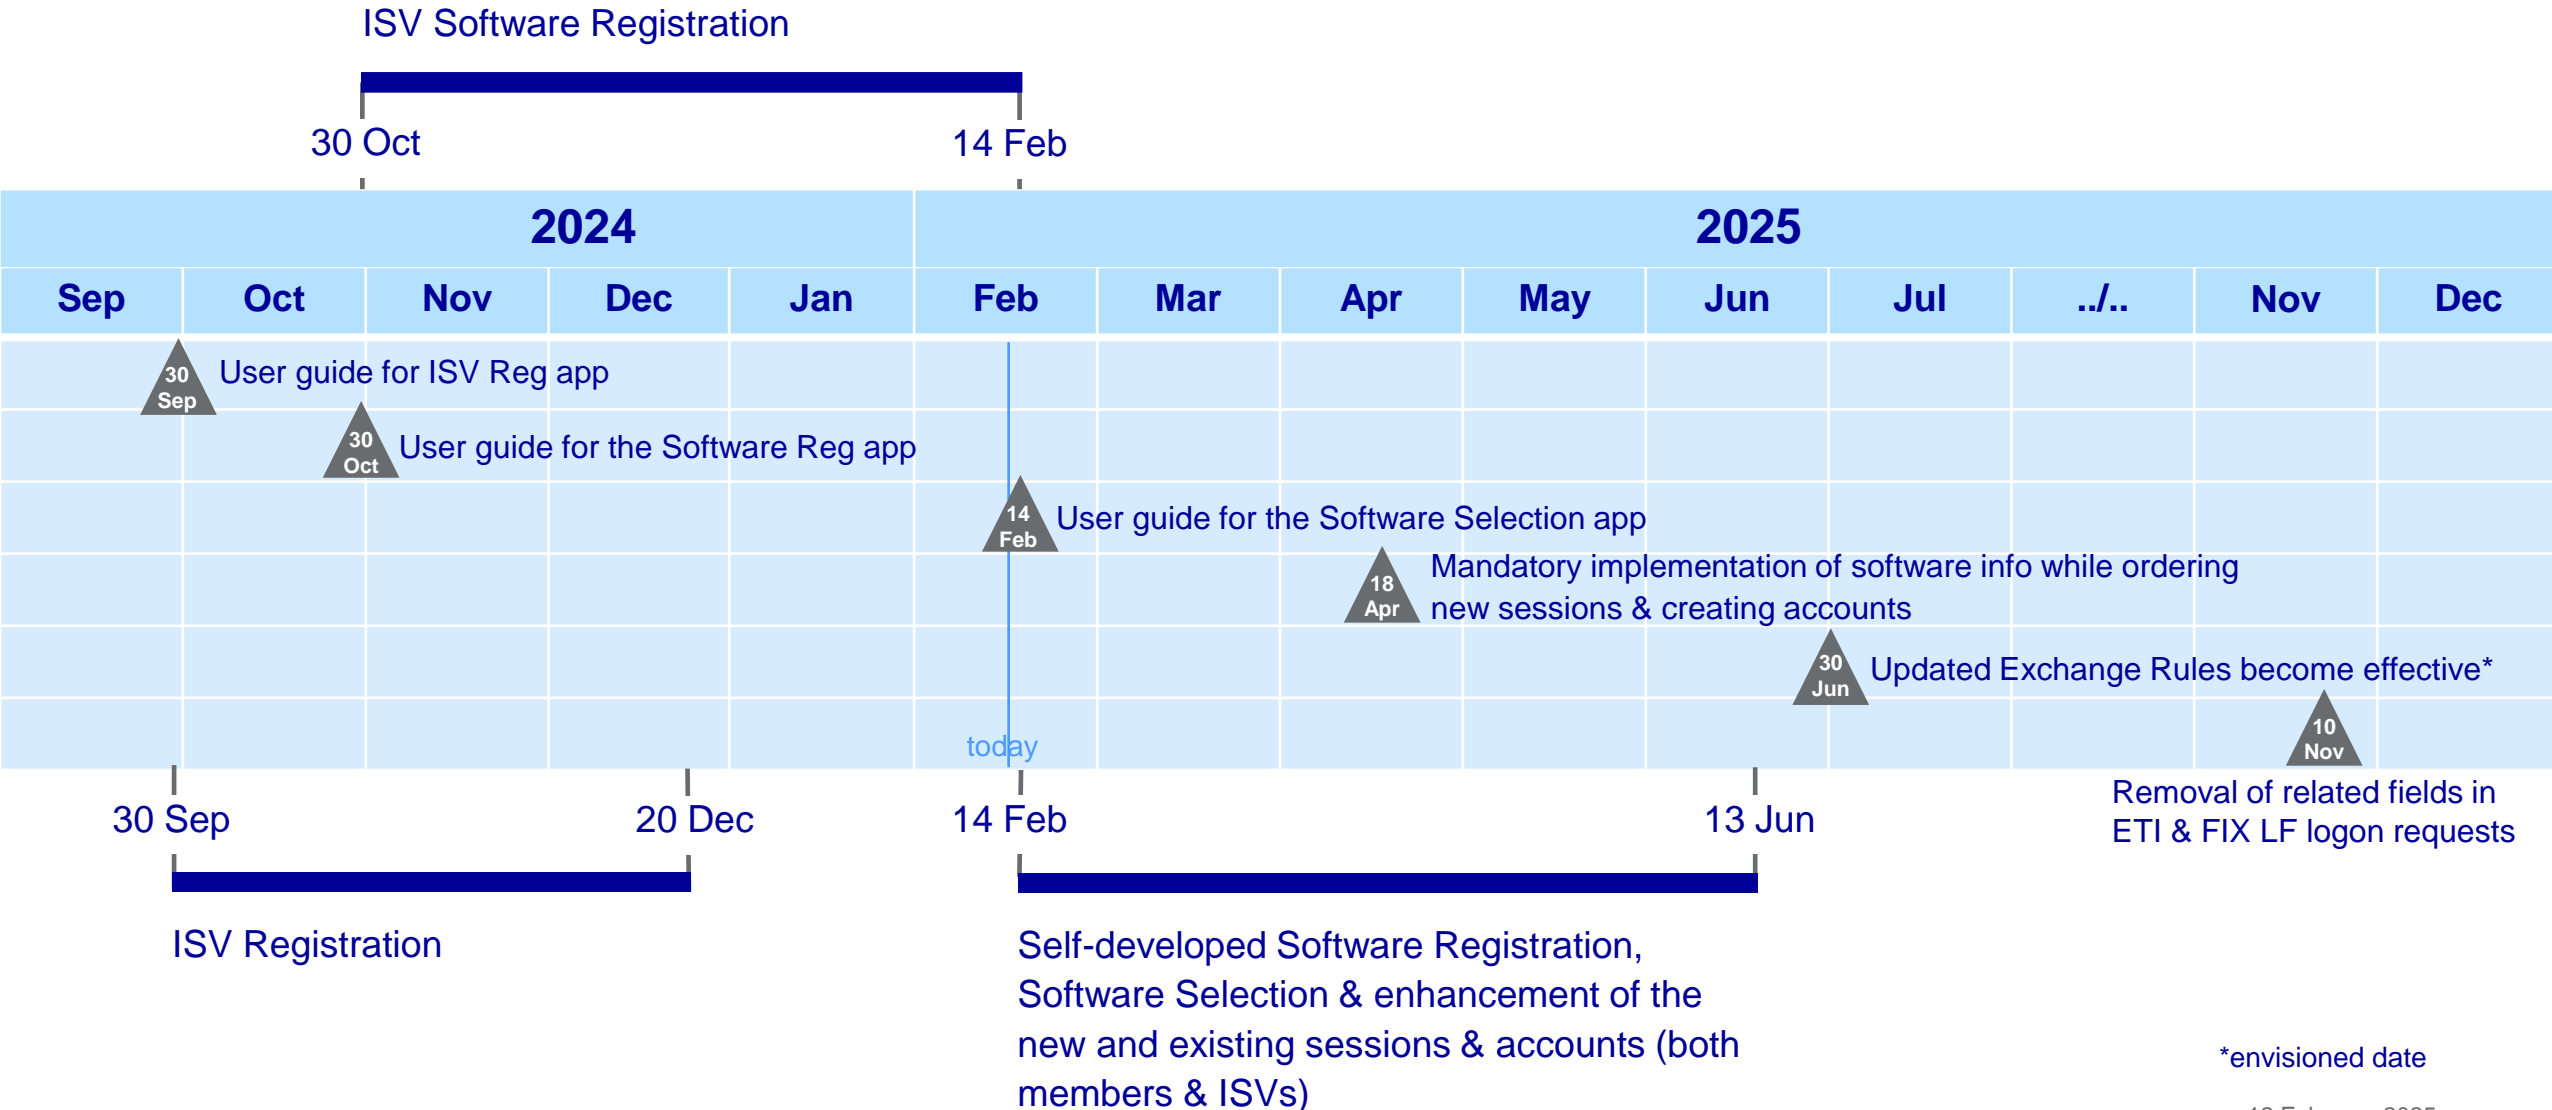 ISV Software Registration
30 Oct
14 Feb
2024
2025
Sep
Oct
Nov
Dec
Jan
Feb
Mar
Apr
May
Jun
Jul
../..
Nov
Dec
30
Sep
User guide for ISV Reg app
30
Oct
User guide for the Software Reg app
14
Feb
User guide for the Software Selection app
18
Apr
Mandatory implementation of software info while ordering
new sessions & creating accounts
30
Jun
Updated Exchange Rules become effective*
10
Nov
today
Removal of related fields in
ETI & FIX LF logon requests
30 Sep
20 Dec
14 Feb
13 Jun
ISV Registration
Self-developed Software Registration,
Software Selection & enhancement of the
new and existing sessions & accounts (both
members & ISVs)
*envisioned date